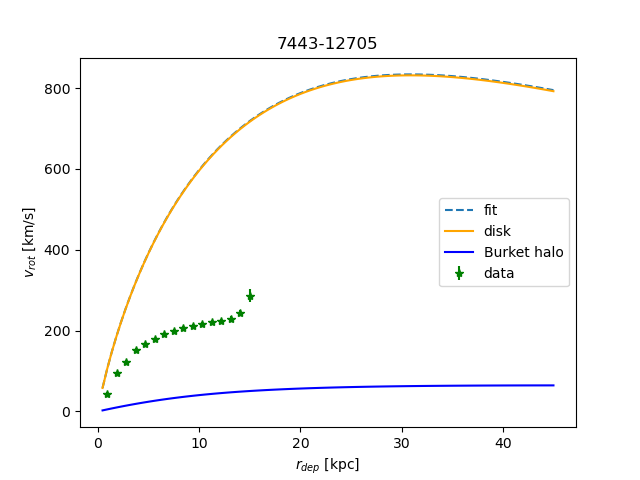 7443-12705
800
600
400
200
0
v_rot [km/s]
fit
disk
Burket halo
data
0 10 20 30 40
r_dep [kpc]